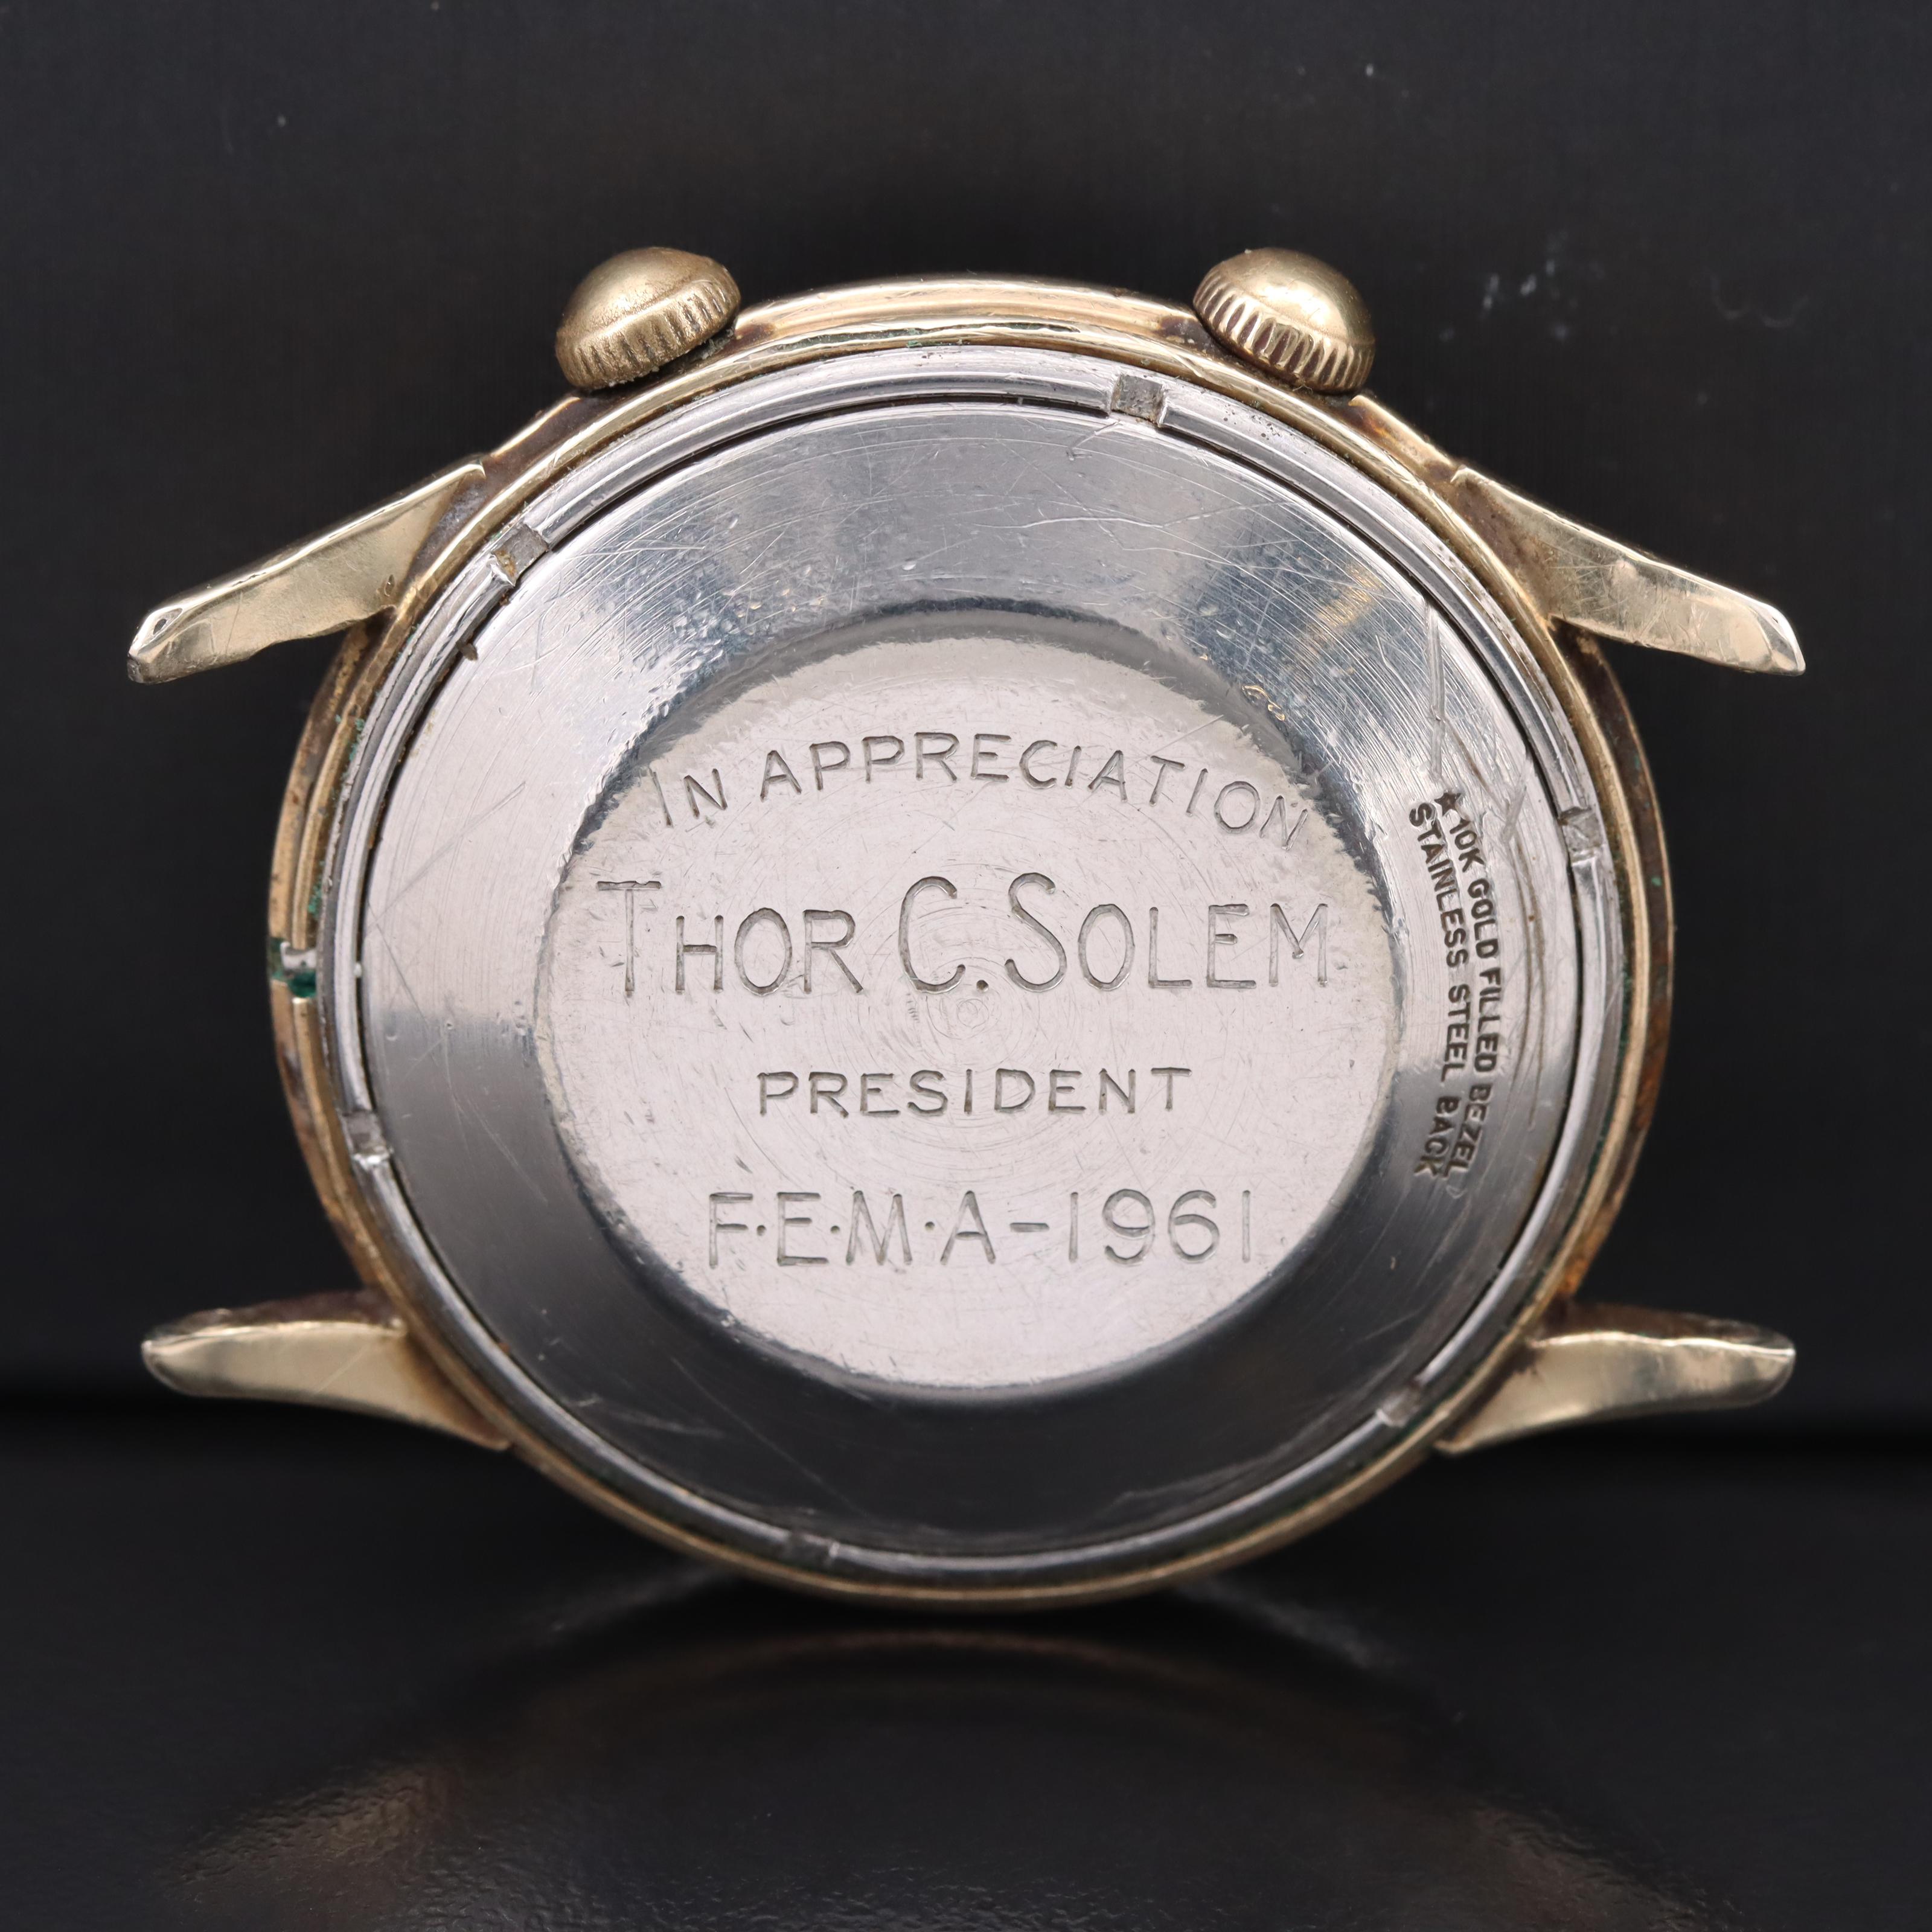 IN APPRECIATION
THOR C. SOLEM
PRESIDENT
F·E·M·A-1961
★10K GOLD FILLED BEZEL
STAINLESS STEEL BACK